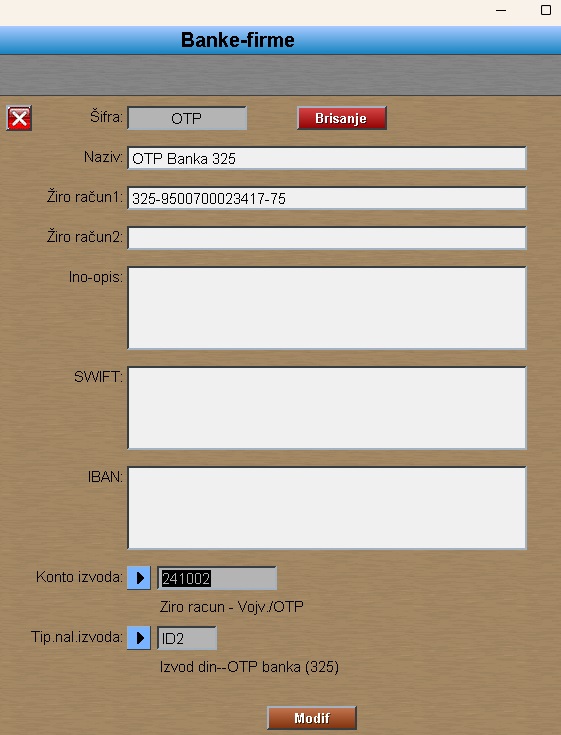 Banke-firme
Šifra: OTP Brisanje
Naziv: OTP Banka 325
Žiro račun1: 325-9500700023417-75
Žiro račun2:
Ino-opis:
SWIFT:
IBAN:
Konto izvoda: 241002
Ziro racun - Vojv./OTP
Tip.nal.izvoda: ID2
Izvod din--OTP banka (325)
Modif